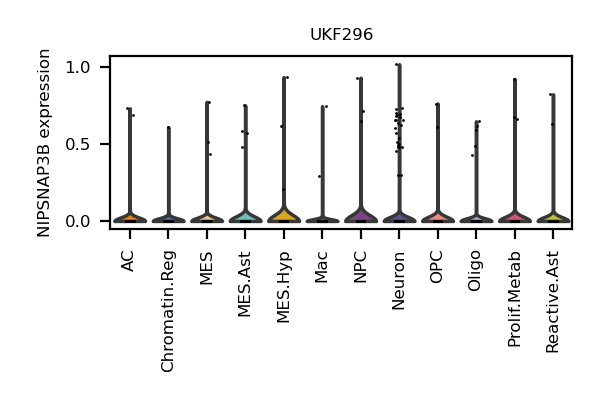 UKF296
NIPSNAP3B expression
1.0
0.5
0.0
AC
Chromatin.Reg
MES
MES.Ast
MES.Hyp
Mac
NPC
Neuron
OPC
Oligo
Prolif.Metab
Reactive.Ast